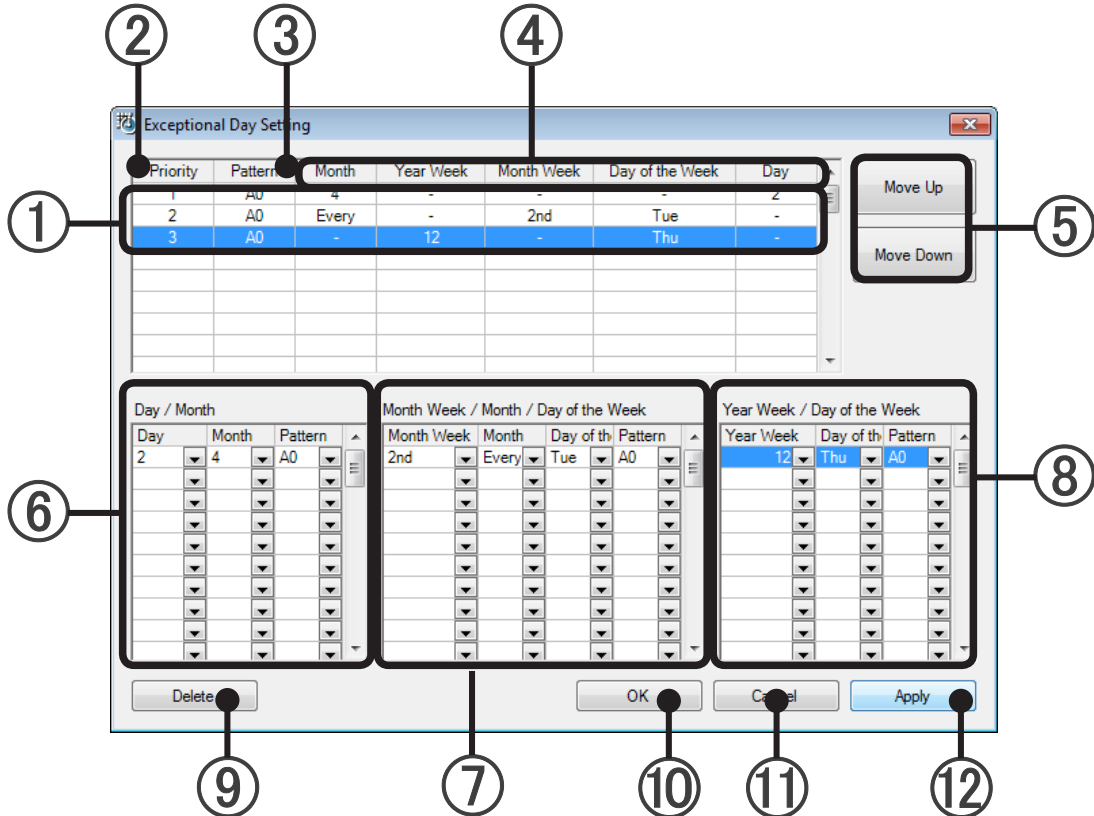 ② ③ ④
Exceptional Day Setting
Priority Pattern Month Year Week Month Week Day of the Week Day
1 A0 4 - - - 2
2 A0 Every - 2nd Tue -
3 A0 - 12 - Thu -
Move Up
Move Down
① ⑤
Day / Month
Day Month Pattern
2 4 A0
Month Week / Month / Day of the Week
Month Week Month Day of th Pattern
2nd Every Tue A0
Year Week / Day of the Week
Year Week Day of th Pattern
12 Thu A0
⑥ ⑧
Delete OK Cancel Apply
⑨ ⑦ ⑩ ⑪ ⑫